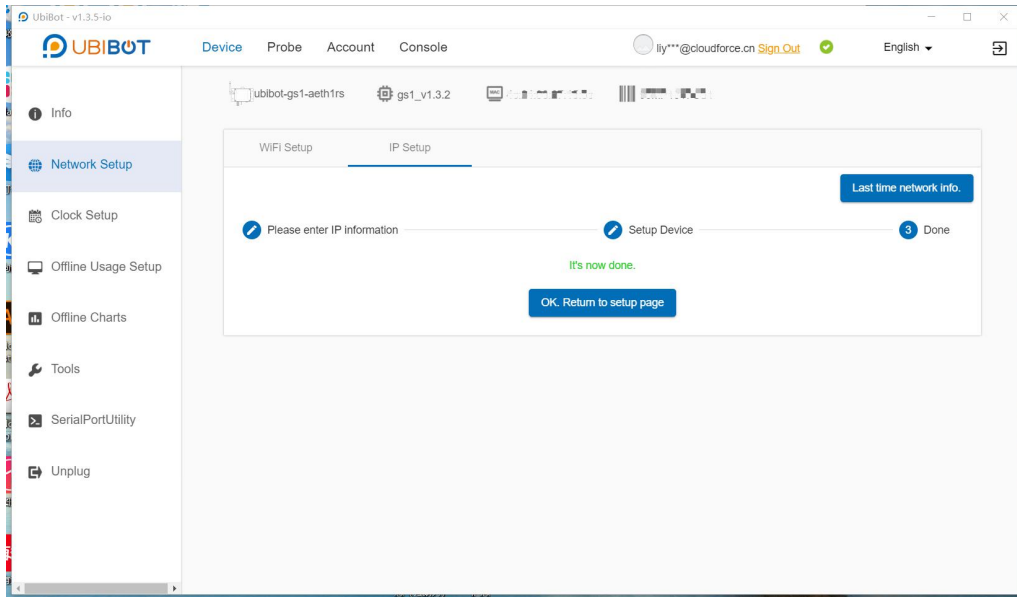 UbiBot - v1.3.5-io
UBIBOT
Device Probe Account Console liy***@cloudforce.cn Sign Out English
ubibot-gs1-aeth1rs gs1_v1.3.2 MAC
Info
Network Setup
Clock Setup
Offline Usage Setup
Offline Charts
Tools
SerialPortUtility
Unplug
WiFi Setup IP Setup
Last time network info.
Please enter IP information Setup Device 3 Done
It's now done.
OK. Return to setup page